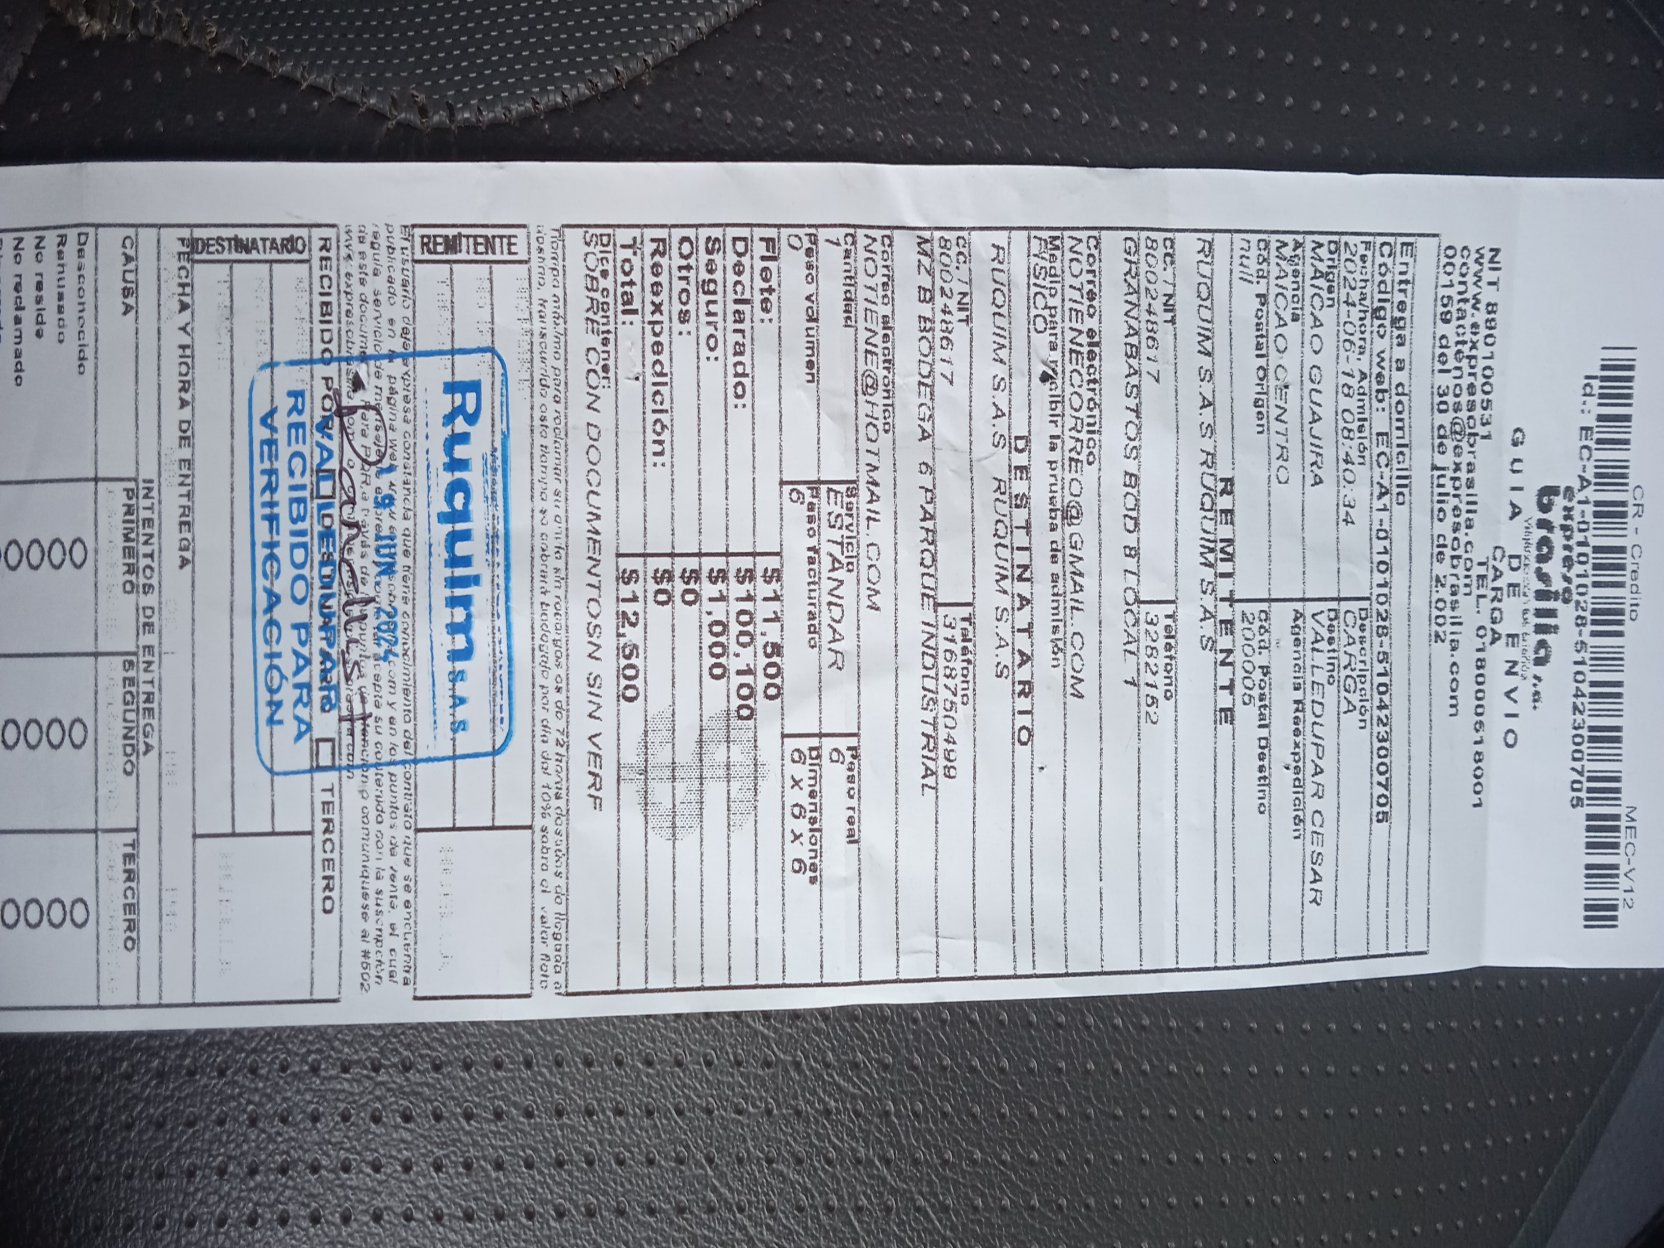 CR - Credito MEC-V12
Id.: EC-A1-0101028-5104230070​5
expreso
brasilia s.a.
GUIA DE ENVIO
CARGA
NIT 890100531 TEL. 018000518001
www.expresobrasilia.com
contactenos@expresobrasilia.com
00159 del 30 de julio de 2.002
Entrega a domicilio
Código web: EC-A1-0101028-51042300705
Fecha/hora, Admisión Descripción
2024-06-18 08:40:34 CARGA
Origen Destino
MAICAO GUAJIRA VALLEDUPAR CESAR
Agencia Agencia Reexpedición
MAICAO CENTRO
Cód. Postal Origen Cód. Postal Destino
null 200005
REMITENTE
RUQUIM S.A.S RUQUIM S.A.S
CC. / NIT Teléfono
800248617 3282152
GRANABASTOS BOD 8 LOCAL 1
Correo electrónico
NOTIENECORREO@GMAIL.COM
Medio para recibir la prueba de admisión
FISICO
DESTINATARIO
RUQUIM S.A.S RUQUIM S.A.S
CC. / NIT Teléfono
800248617 3168750499
MZ B BODEGA 6 PARQUE INDUSTRIAL
Correo electrónico
NOTIENE@HOTMAIL.COM
Cantidad Servicio Peso real
1 ESTANDAR 6
Peso volumen Peso facturado Dimensiones
0 6 6 x 6 x 6
Flete: $11,500
Declarado: $100,100
Seguro: $1,000
Otros: $0
Reexpedición: $0
Total: $12,500
Dice contener:
SOBRE CON DOCUMENTOSN SIN VERF
REMITENTE
Ruquim S.A.S
19 JUN 2024
VALLEDUPAR
RECIBIDO PARA
VERIFICACIÓN
DESTINATARIO
RECIBIDO POR TERCERO
FECHA Y HORA DE ENTREGA
INTENTOS DE ENTREGA
CAUSA PRIMERO SEGUNDO TERCERO
Desconocido
Rehusado
No reside
No reclamado